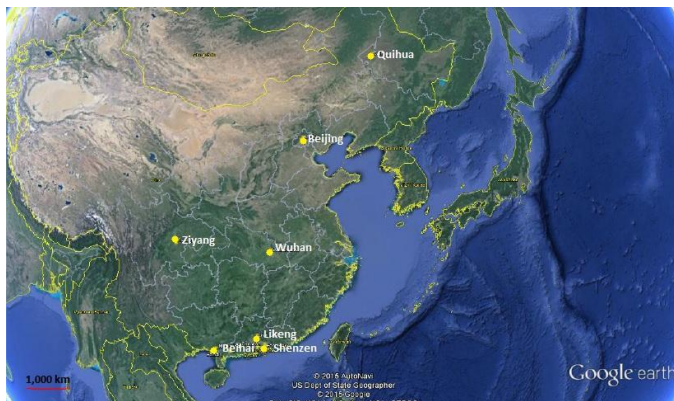 Quihua
Beijing
Ziyang
Wuhan
Likeng
Beihai
Shenzen
1,000 km
© 2016 AutoNavi
US Dept of State Geographer
© 2015 Google
Google earth